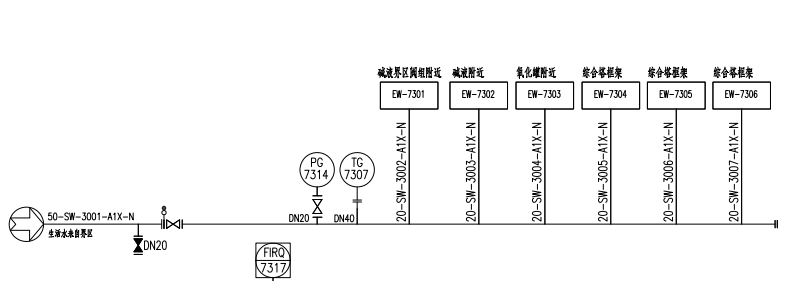 碱液界区阀组附近
碱液附近
氧化罐附近
综合塔框架
综合塔框架
综合塔框架
EW-7301
EW-7302
EW-7303
EW-7304
EW-7305
EW-7306
20-SW-3002-A1X-N
20-SW-3003-A1X-N
20-SW-3004-A1X-N
20-SW-3005-A1X-N
20-SW-3006-A1X-N
20-SW-3007-A1X-N
PG
7314
TG
7307
DN20
DN40
50-SW-3001-A1X-N
生活水来自界区
DN20
FIRQ
7317